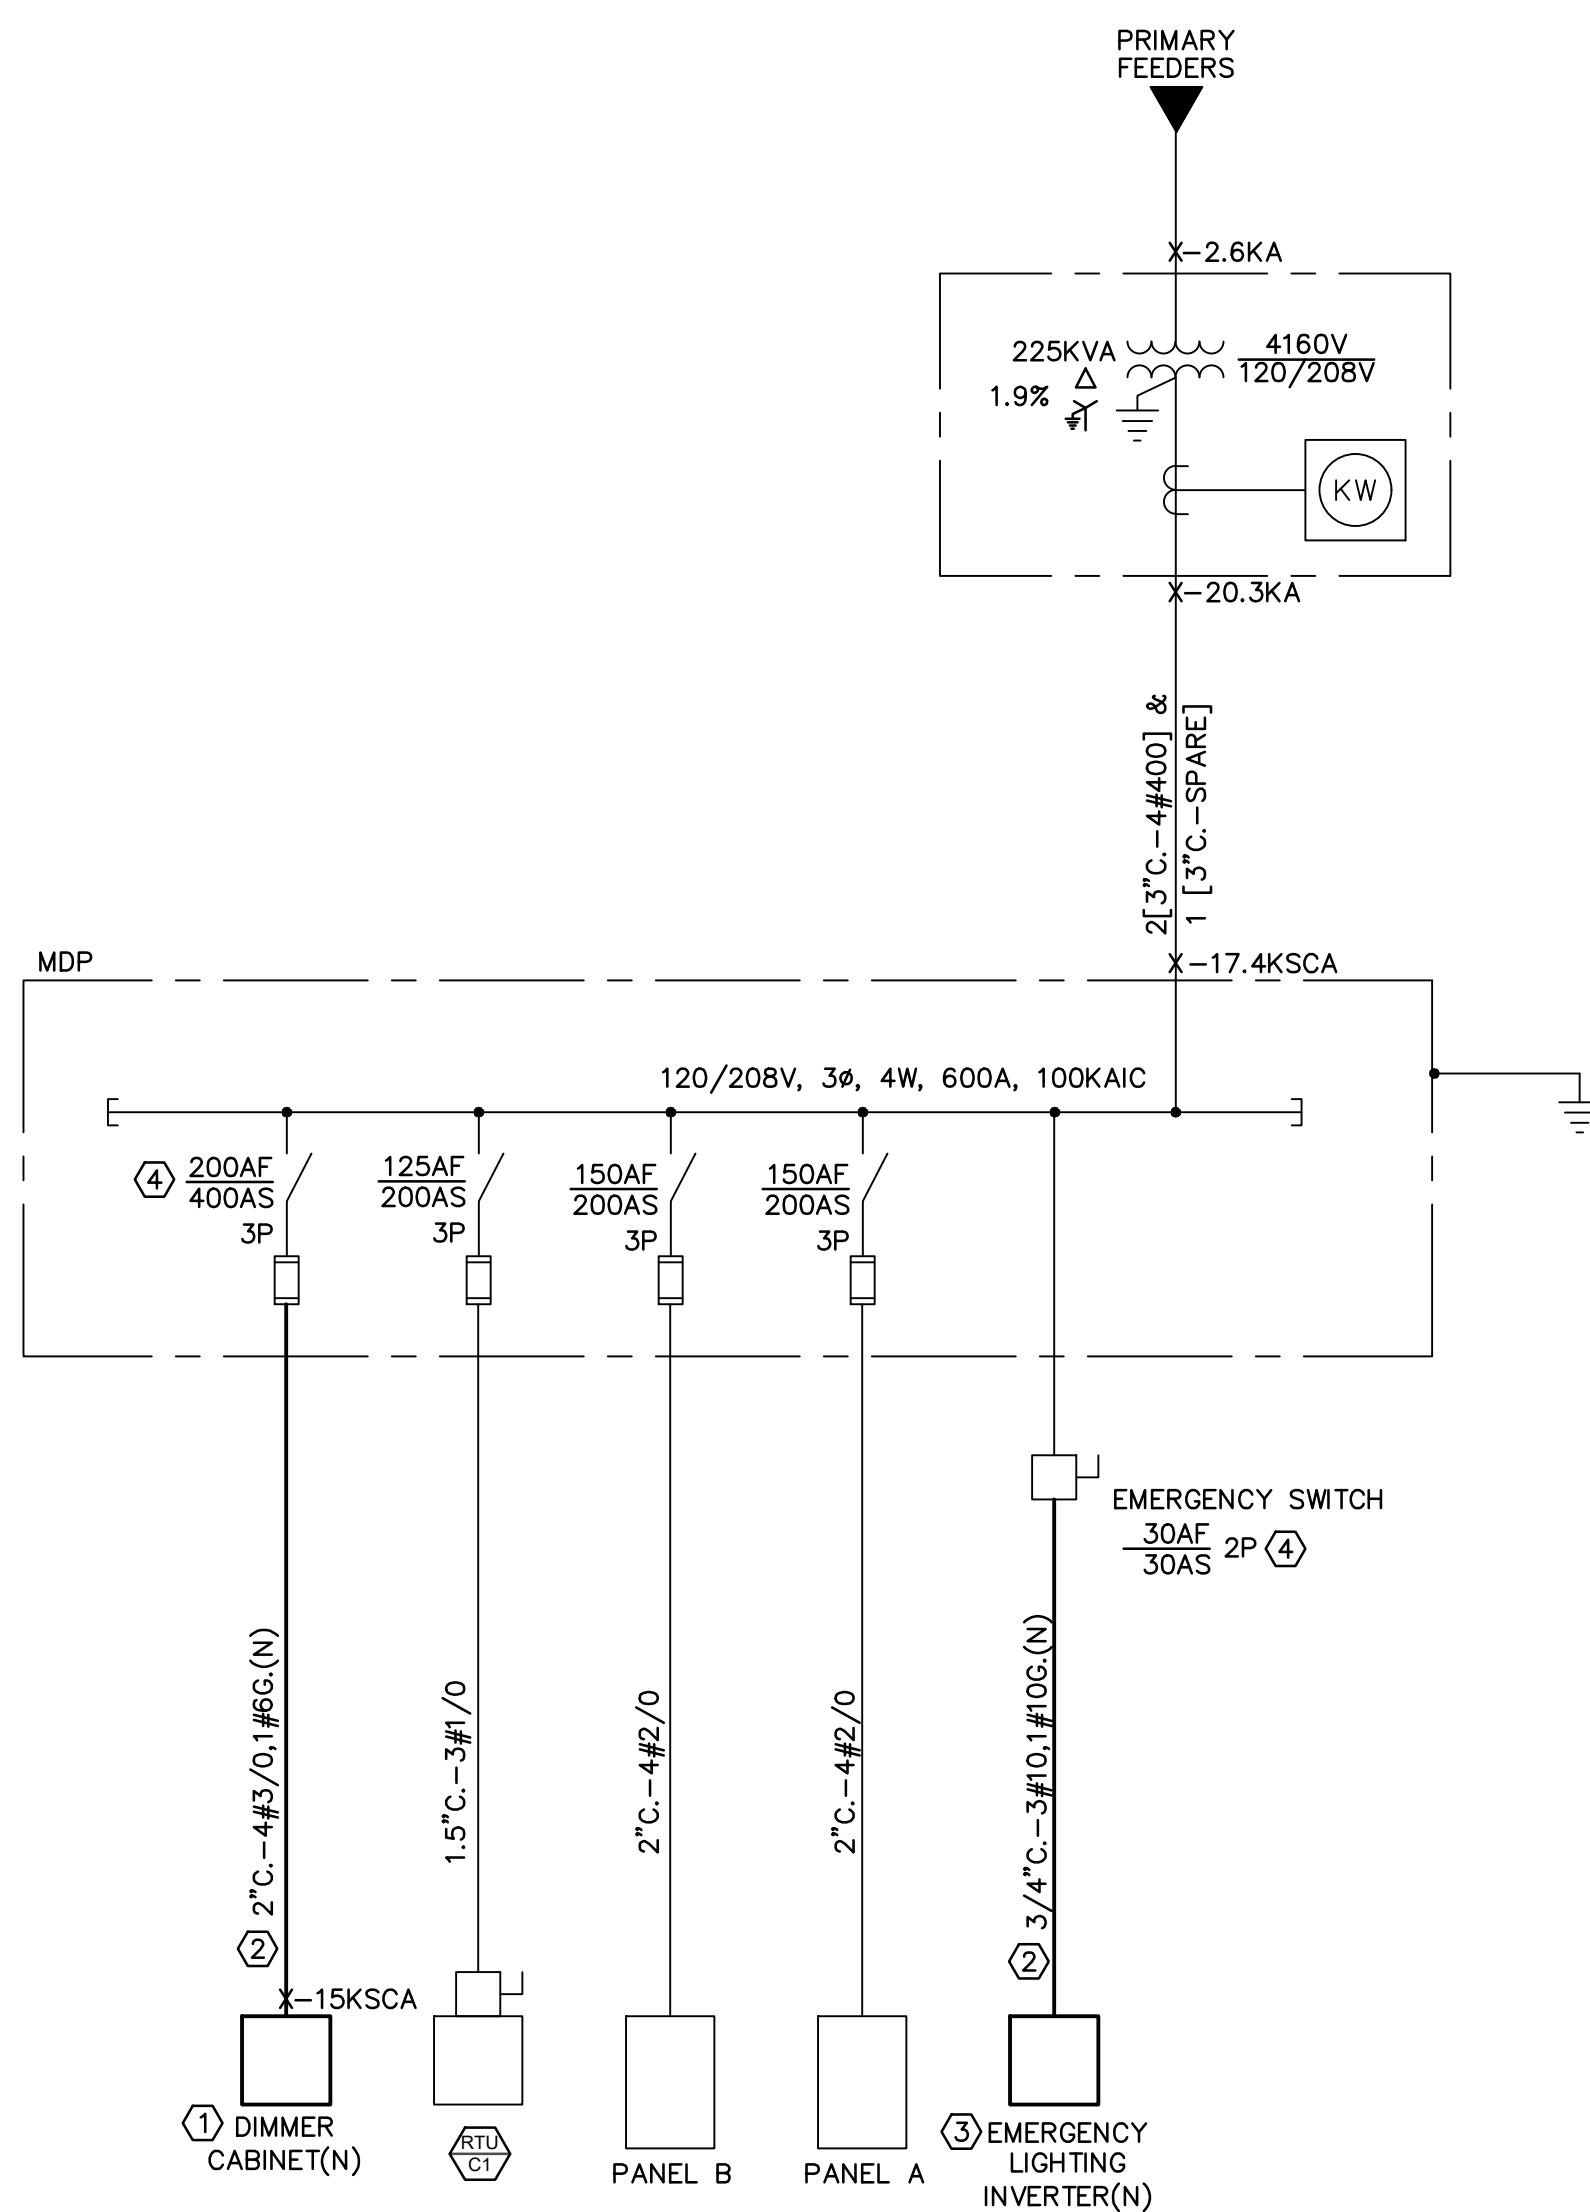 PRIMARY
FEEDERS
X-2.6KA
225KVA
4160V
120/208V
1.9%
KW
X-20.3KA
2[3"C.-4#400] &
1 [3"C.-SPARE]
X-17.4KSCA
MDP
120/208V, 3ø, 4W, 600A, 100KAIC
4
200AF
400AS
3P
125AF
200AS
3P
150AF
200AS
3P
150AF
200AS
3P
EMERGENCY SWITCH
30AF
30AS
2P
4
2"C.-4#3/0,1#6G.(N)
2
1.5"C.-3#1/0
2"C.-4#2/0
2"C.-4#2/0
3/4"C.-3#10,1#10G.(N)
2
X-15KSCA
1 DIMMER
CABINET(N)
RTU
C1
PANEL B
PANEL A
3 EMERGENCY
LIGHTING
INVERTER(N)